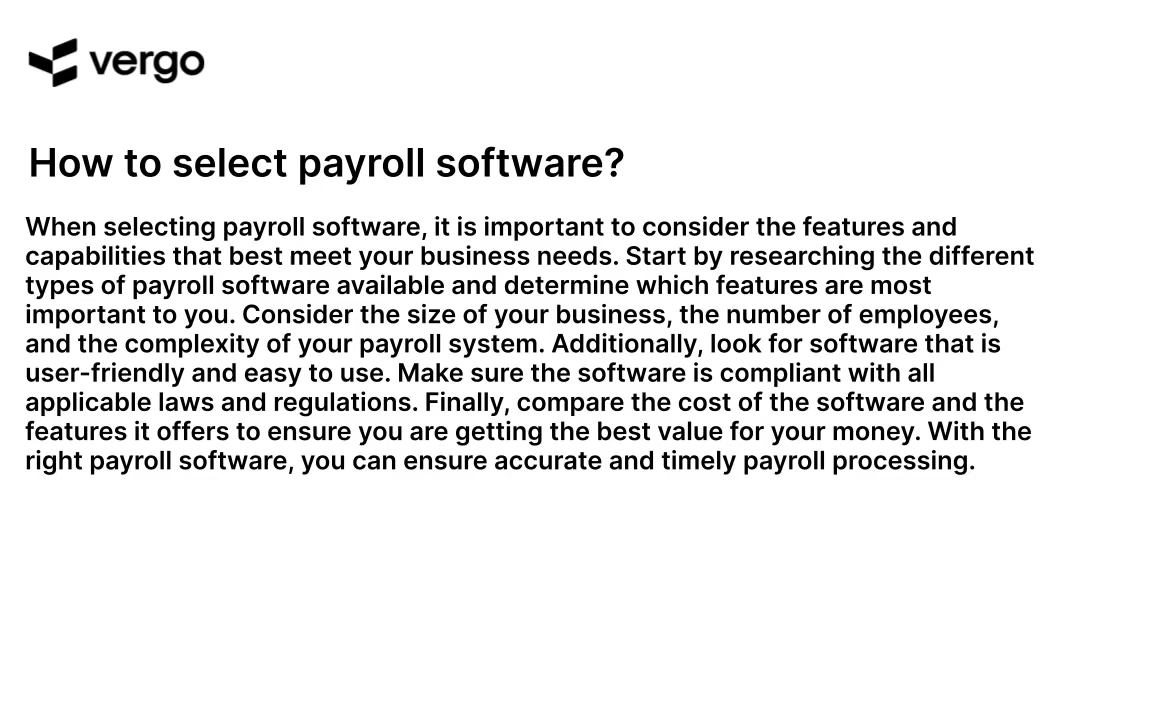 vergo
How to select payroll software?
When selecting payroll software, it is important to consider the features and
capabilities that best meet your business needs. Start by researching the different
types of payroll software available and determine which features are most
important to you. Consider the size of your business, the number of employees,
and the complexity of your payroll system. Additionally, look for software that is
user-friendly and easy to use. Make sure the software is compliant with all
applicable laws and regulations. Finally, compare the cost of the software and the
features it offers to ensure you are getting the best value for your money. With the
right payroll software, you can ensure accurate and timely payroll processing.